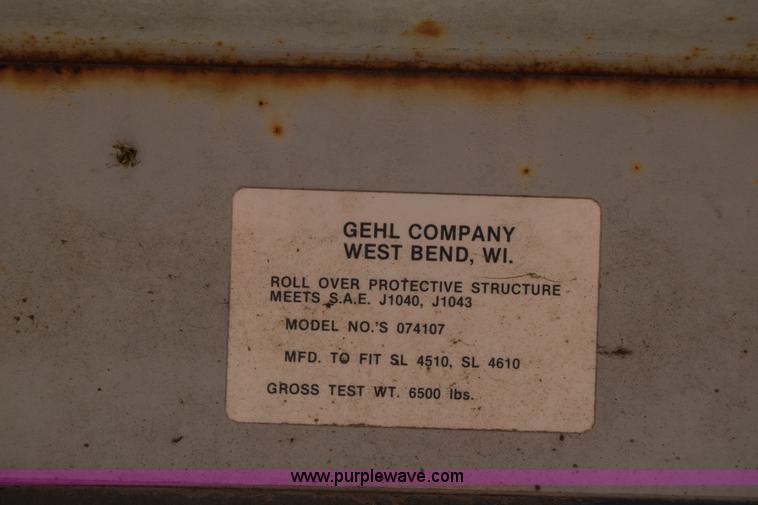 GEHL COMPANY
WEST BEND, WI.
ROLL OVER PROTECTIVE STRUCTURE
MEETS S.A.E. J1040, J1043
MODEL NO.'S 074107
MFD. TO FIT SL 4510, SL 4610
GROSS TEST WT. 6500 lbs.
www.purplewave.com